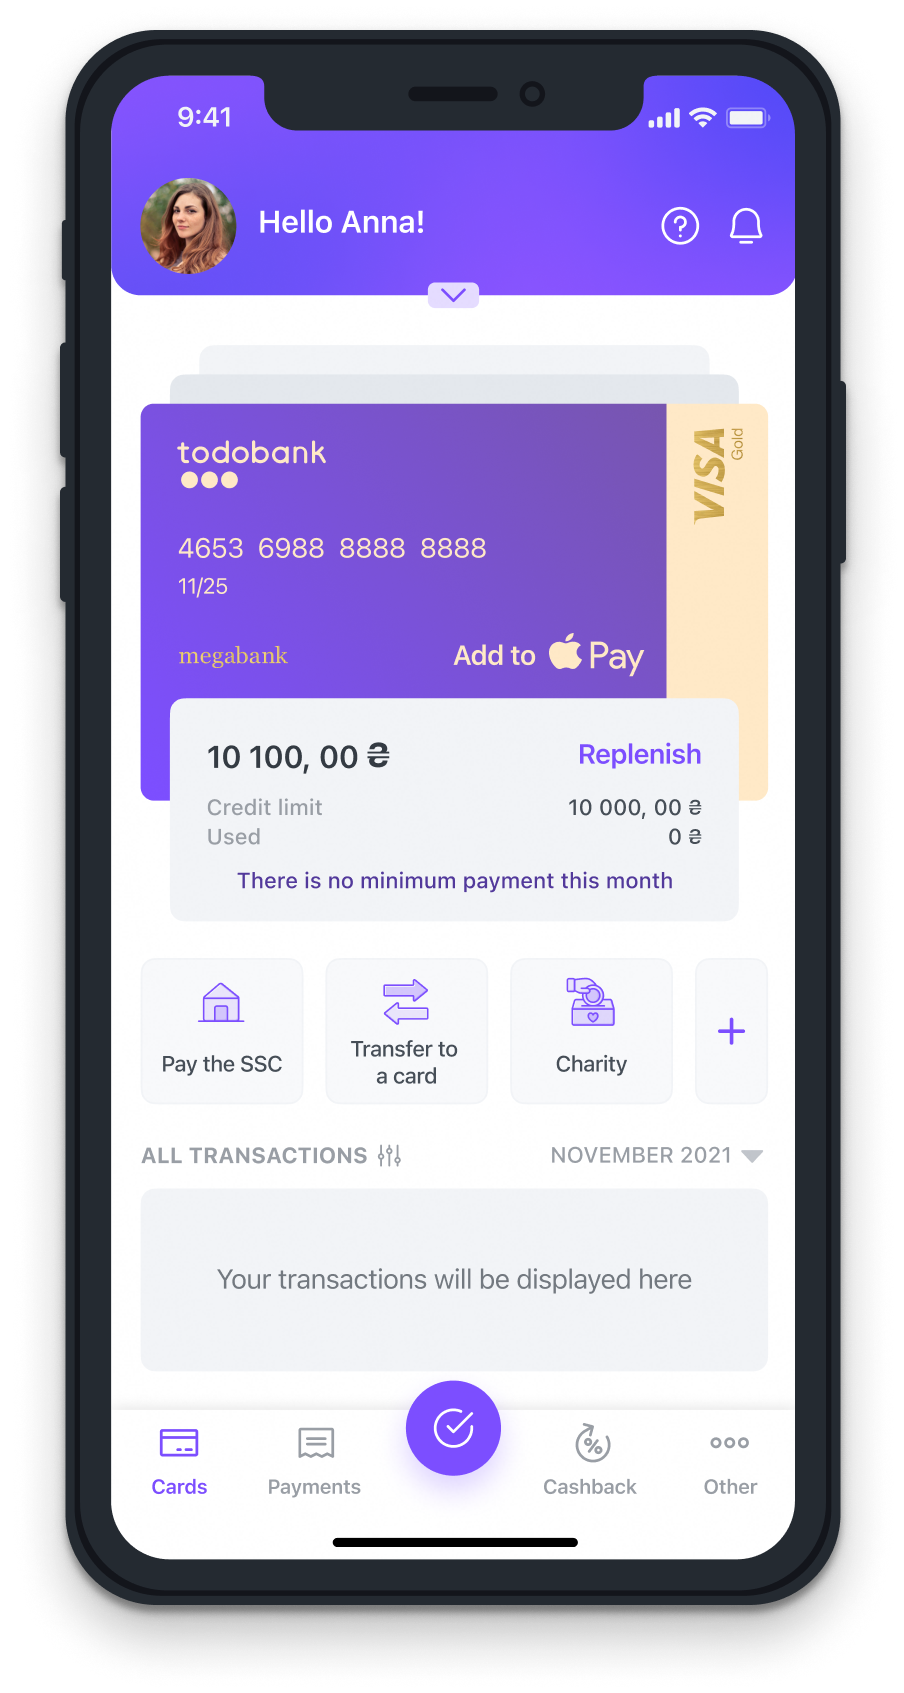 9:41
Hello Anna!
todobank
VISA
Gold
4653 6988 8888 8888
11/25
megabank
Add to Pay
10 100, 00 ₴
Replenish
Credit limit
10 000, 00 ₴
Used
0 ₴
There is no minimum payment this month
Pay the SSC
Transfer to
a card
Charity
ALL TRANSACTIONS
NOVEMBER 2021
Your transactions will be displayed here
Cards
Payments
Cashback
Other